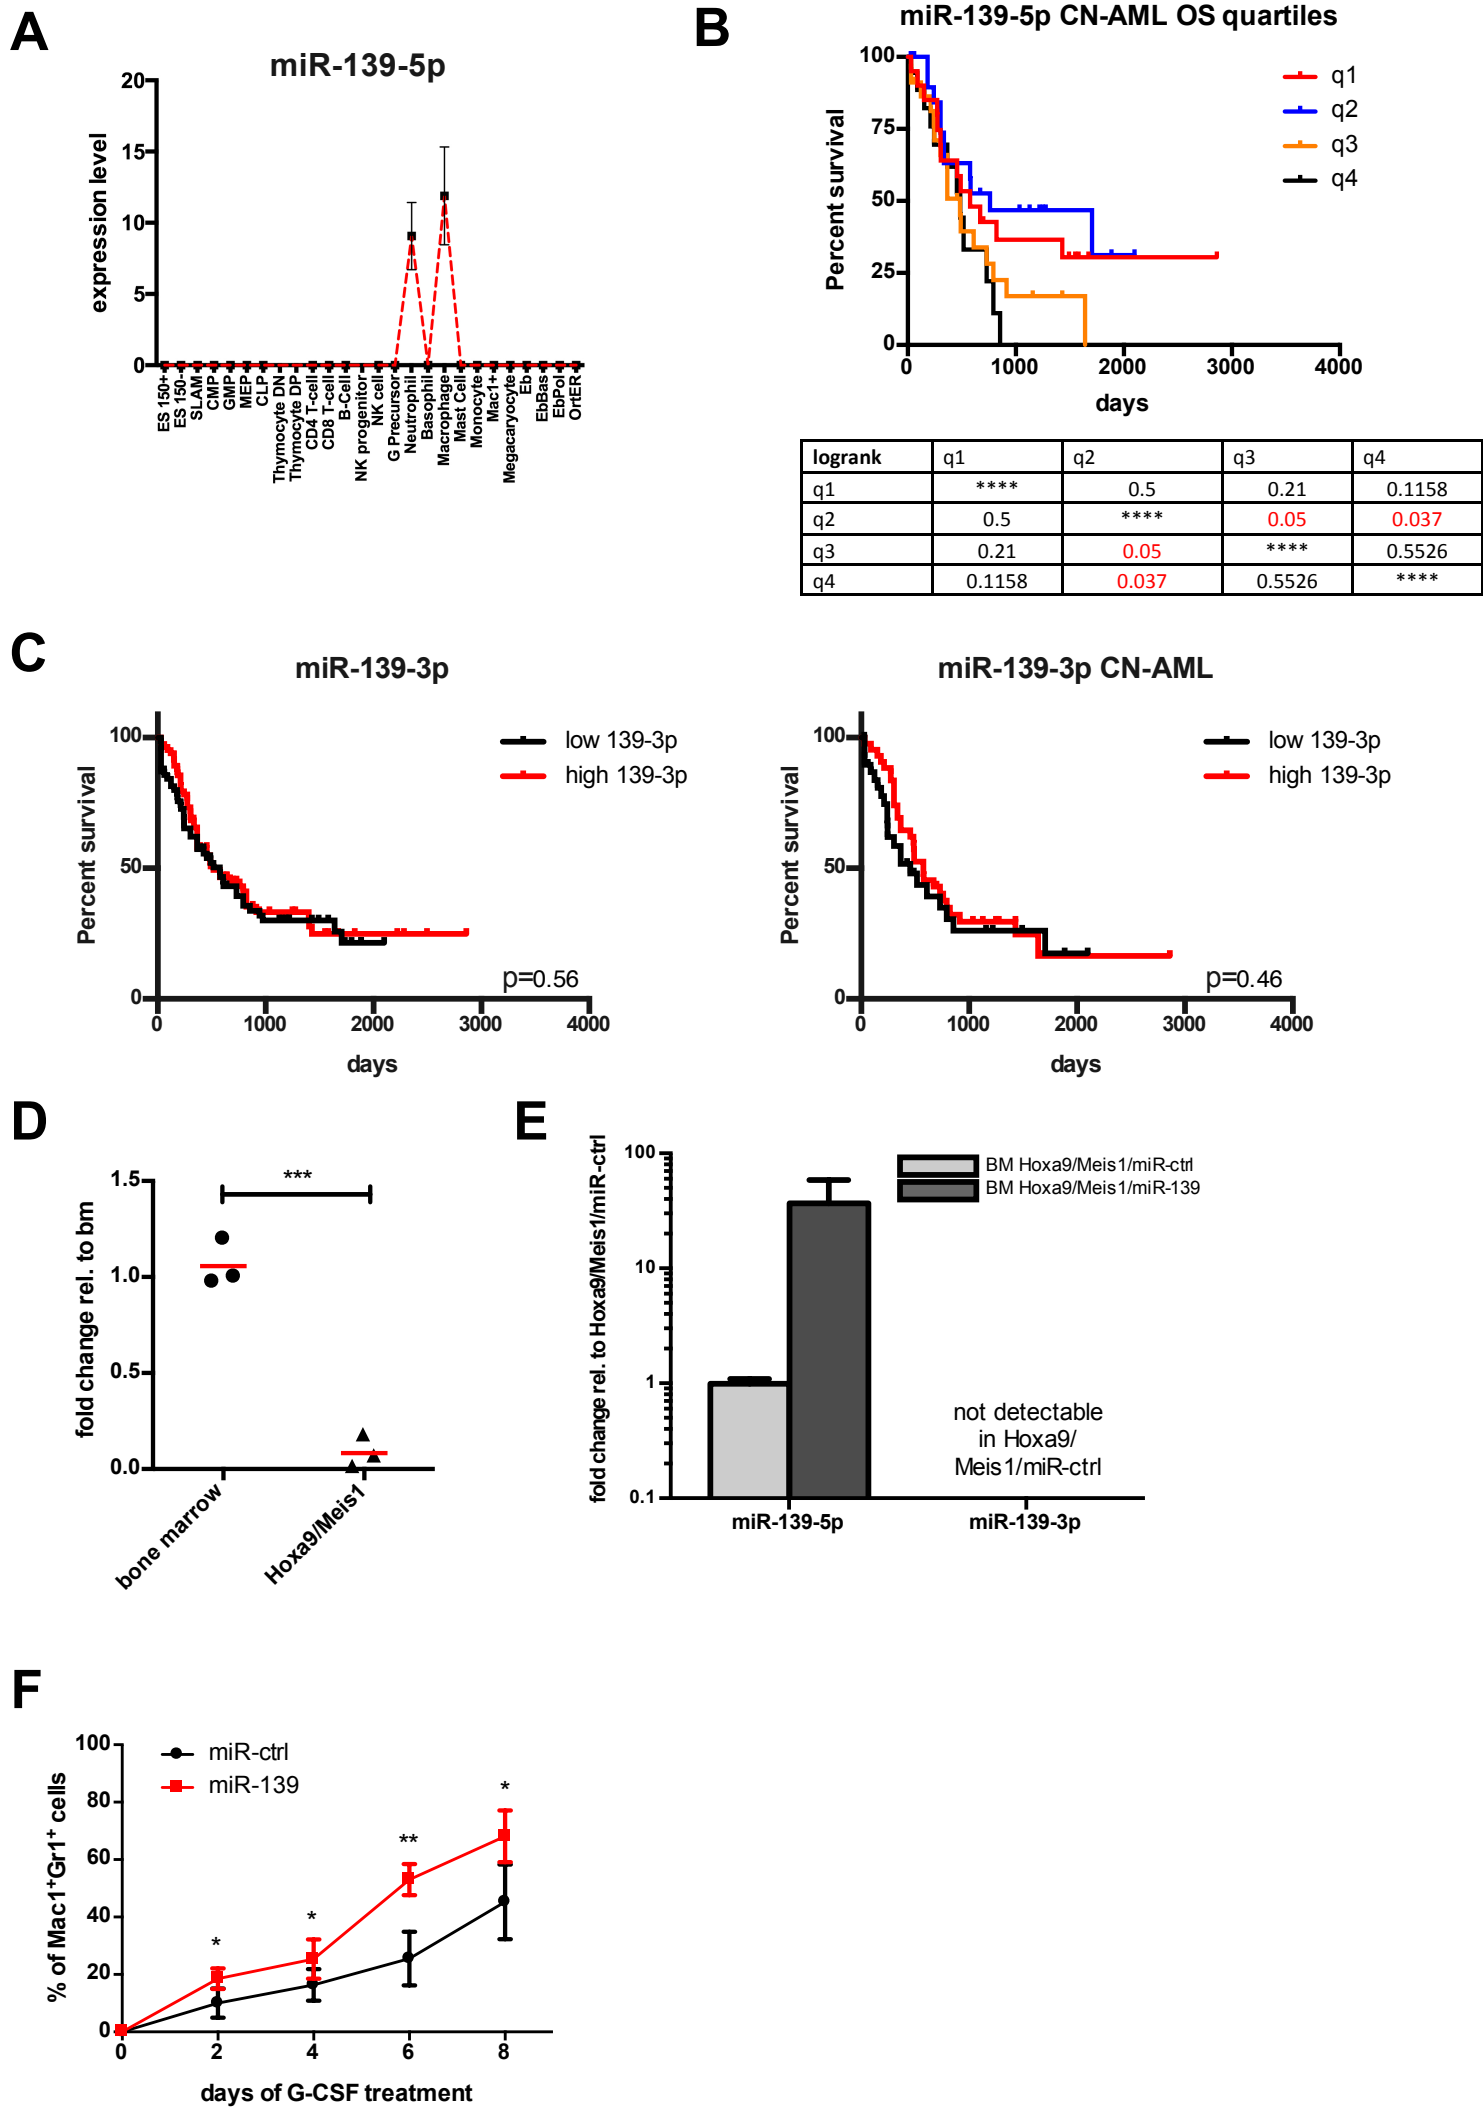 A
miR-139-5p
expression level
20
15
10
5
0
ES 150+
ES 150-
SLAM
CMP
GMP
MEP
CLP
Thymocyte DN
Thymocyte DP
CD4 T-cell
CD8 T-cell
B-Cell
NK progenitor
NK cell
G Precursor
Neutrophil
Basophil
Macrophage
Mast Cell
Monocyte
Mac1+
Megacaryocyte
Eb
EbBas
EbPol
OrtER
B
miR-139-5p CN-AML OS quartiles
Percent survival
100
75
50
25
0
0 1000 2000 3000 4000
days
q1
q2
q3
q4
logrank q1 q2 q3 q4
q1 **** 0.5 0.21 0.1158
q2 0.5 **** 0.05 0.037
q3 0.21 0.05 **** 0.5526
q4 0.1158 0.037 0.5526 ****
C
miR-139-3p
Percent survival
100
50
0
0 1000 2000 3000 4000
days
low 139-3p
high 139-3p
p=0.56
miR-139-3p CN-AML
Percent survival
100
50
0
0 1000 2000 3000 4000
days
low 139-3p
high 139-3p
p=0.46
D
fold change rel. to bm
1.5
1.0
0.5
0.0
***
bone marrow
Hoxa9/Meis1
E
fold change rel. to Hoxa9/Meis1/miR-ctrl
100
10
1
0.1
BM Hoxa9/Meis1/miR-ctrl
BM Hoxa9/Meis1/miR-139
not detectable
in Hoxa9/
Meis1/miR-ctrl
miR-139-5p miR-139-3p
F
% of Mac1+Gr1+ cells
100
80
60
40
20
0
miR-ctrl
miR-139
*
*
**
*
0 2 4 6 8
days of G-CSF treatment